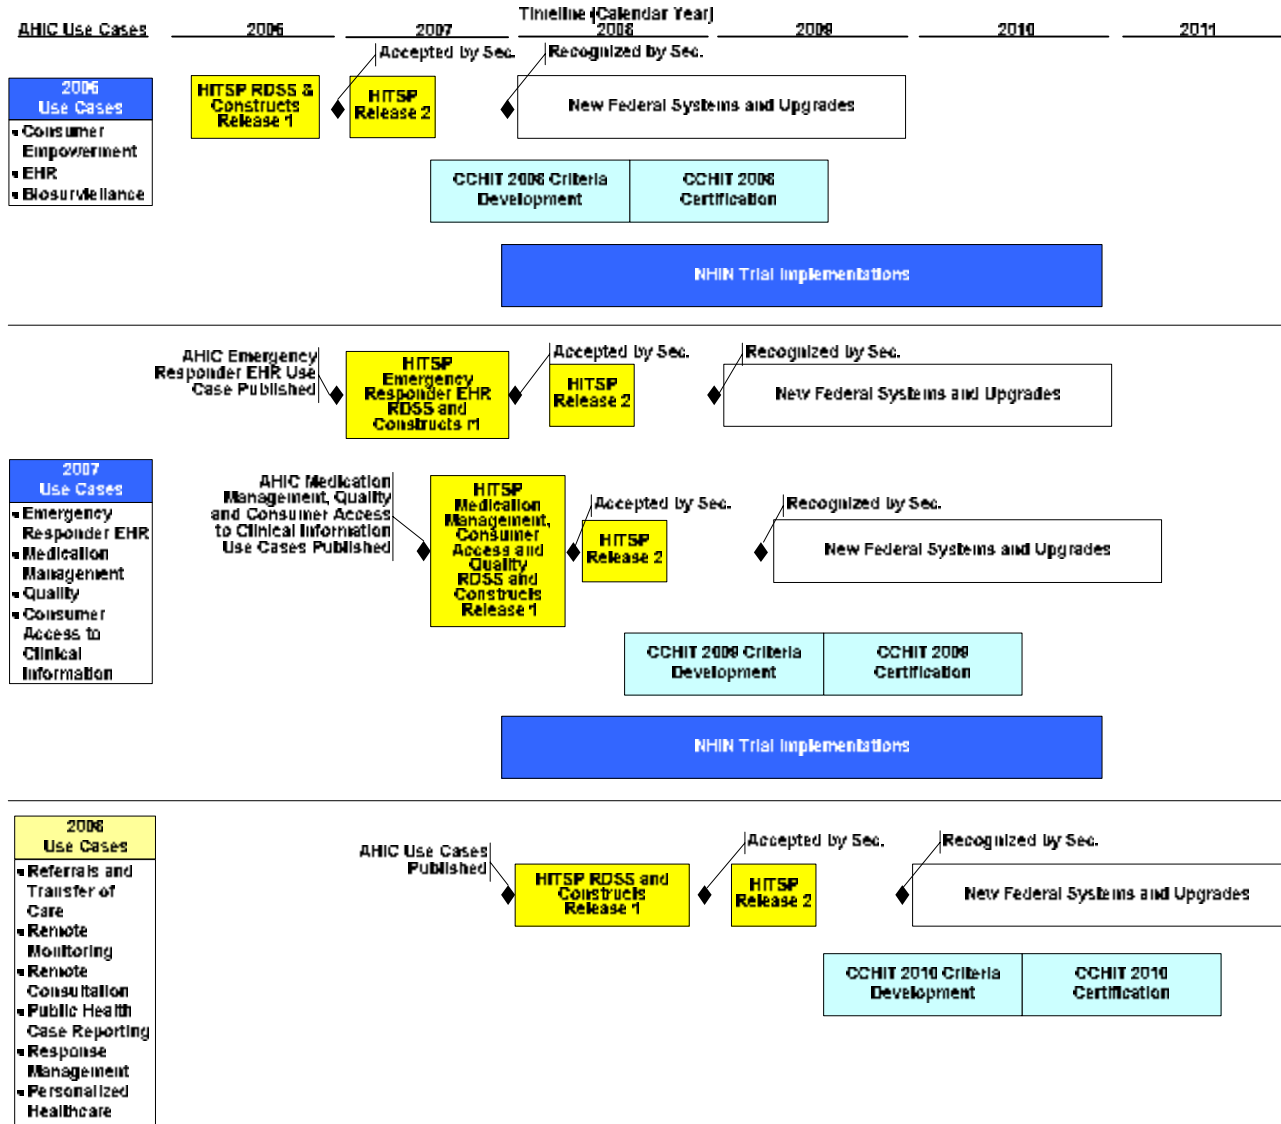 Timeline (Calendar Year)
AHIC Use Cases 2006 2007 2008 2009 2010 2011
Accepted by Sec. Recognized by Sec.
2006
Use Cases
Consumer
Empowerment
EHR
Biosurviellance
HITSP RDSS &
Constructs
Release 1
HITSP
Release 2
New Federal Systems and Upgrades
CCHIT 2008 Criteria
Development
CCHIT 2008
Certification
NHIN Trial Implementations
AHIC Emergency
Responder EHR Use
Case Published
HITSP
Emergency
Responder EHR
RDSS and
Constructs r1
Accepted by Sec.
HITSP
Release 2
Recognized by Sec.
New Federal Systems and Upgrades
2007
Use Cases
Emergency
Responder EHR
Medication
Management
Quality
Consumer
Access to
Clinical
Information
AHIC Medication
Management, Quality
and Consumer Access
to Clinical Information
Use Cases Published
HITSP
Medication
Management,
Consumer
Access and
Quality
RDSS and
Constructs
Release 1
Accepted by Sec.
HITSP
Release 2
Recognized by Sec.
New Federal Systems and Upgrades
CCHIT 2009 Criteria
Development
CCHIT 2009
Certification
NHIN Trial Implementations
2008
Use Cases
Referrals and
Transfer of
Care
Remote
Monitoring
Remote
Consultation
Public Health
Case Reporting
Response
Management
Personalized
Healthcare
AHIC Use Cases
Published
HITSP RDSS and
Constructs
Release 1
Accepted by Sec.
HITSP
Release 2
Recognized by Sec.
New Federal Systems and Upgrades
CCHIT 2010 Criteria
Development
CCHIT 2010
Certification